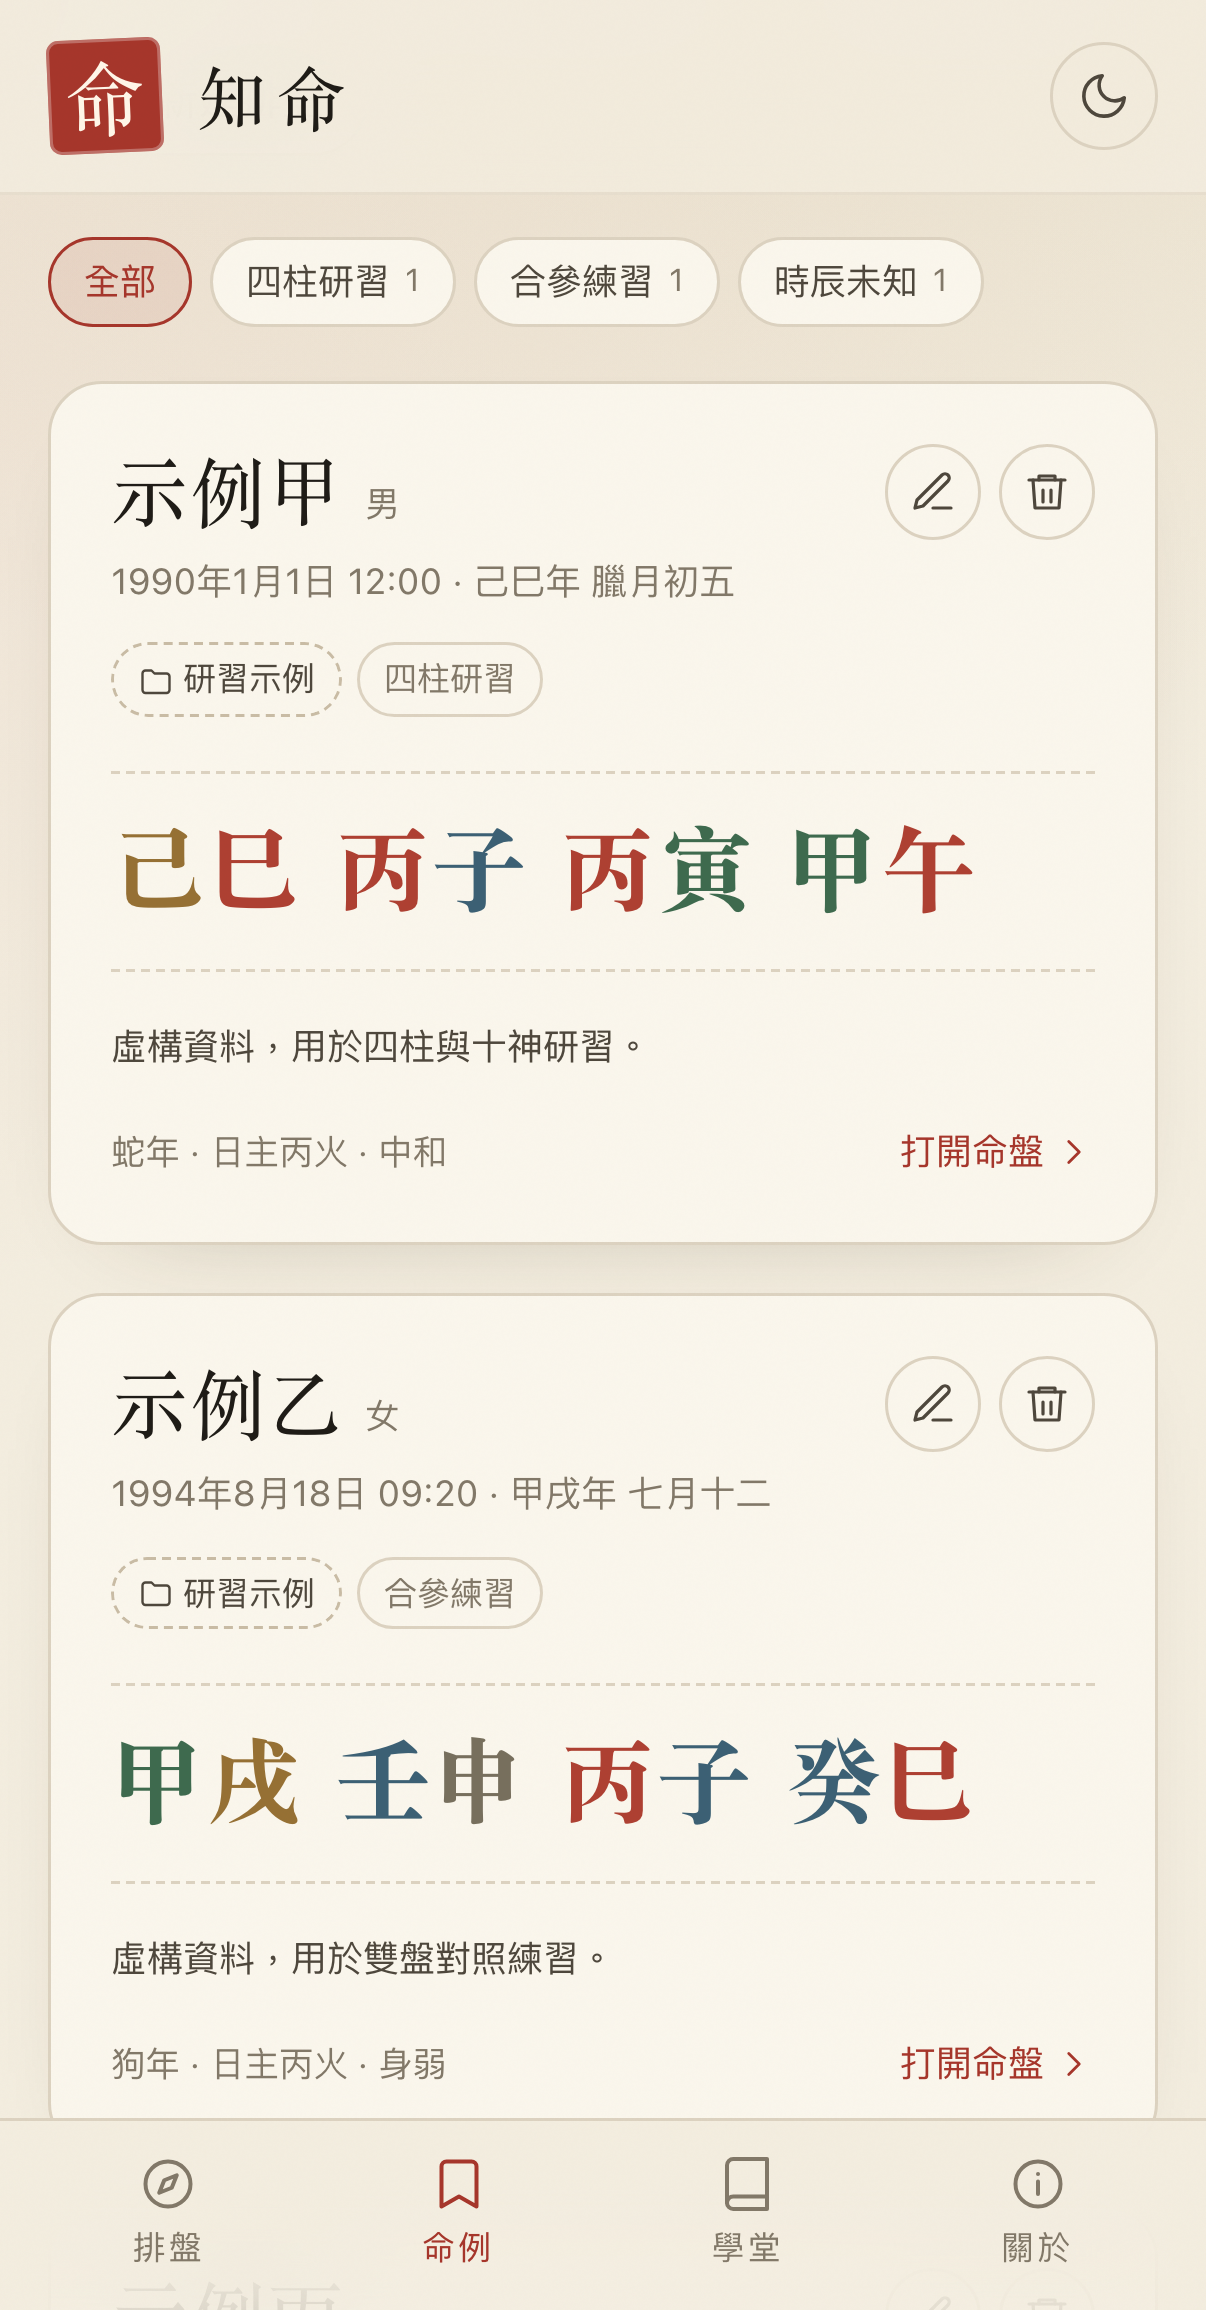 命 知命
全部 四柱研習 1 合參練習 1 時辰未知 1
示例甲 男
1990年1月1日 12:00 · 己巳年 臘月初五
研習示例 四柱研習
己巳 丙子 丙寅 甲午
虛構資料，用於四柱與十神研習。
蛇年 · 日主丙火 · 中和 打開命盤
示例乙 女
1994年8月18日 09:20 · 甲戌年 七月十二
研習示例 合參練習
甲戌 壬申 丙子 癸巳
虛構資料，用於雙盤對照練習。
狗年 · 日主丙火 · 身弱 打開命盤
排盤 命例 學堂 關於
示例丙